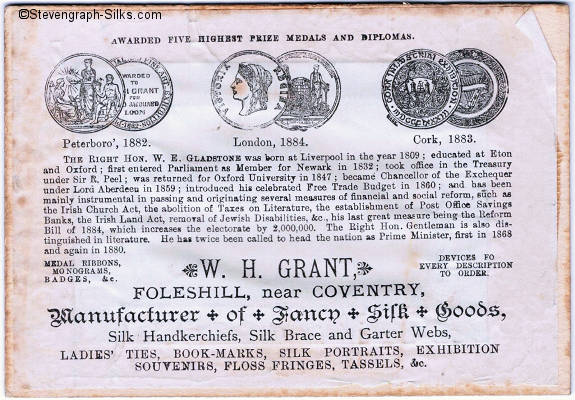 ©Stevengraph-Silks.com
AWARDED FIVE HIGHEST PRIZE MEDALS AND DIPLOMAS.
AWARDED TO
GRANT
FOR
LOOM
VICTORIA REGINA
CORK INDUSTRIAL EXHIBITION
Peterboro', 1882. London, 1884. Cork, 1883.
THE RIGHT HON. W. E. GLADSTONE was born at Liverpool in the year 1809; educated at Eton
and Oxford; first entered Parliament as Member for Newark in 1832; took office in the Treasury
under Sir R. Peel; was returned for Oxford University in 1847; became Chancellor of the Exchequer
under Lord Aberdeen in 1859; introduced his celebrated Free Trade Budget in 1860; and has been
mainly instrumental in passing and originating several measures of financial and social reform, such as
the Irish Church Act, the abolition of Taxes on Literature, the establishment of Post Office Savings
Banks, the Irish Land Act, removal of Jewish Disabilities, &c., his last great measure being the Reform
Bill of 1884, which increases the electorate by 2,000,000. The Right Hon. Gentleman is also dis-
tinguished in literature. He has twice been called to head the nation as Prime Minister, first in 1868
and again in 1880.
MEDAL RIBBONS,
MONOGRAMS,
BADGES, &c.
W. H. GRANT,
DEVICES FO
EVERY DESCRIPTION
TO ORDER.
FOLESHILL, near COVENTRY,
Manufacturer of Fancy Silk Goods,
Silk Handkerchiefs, Silk Brace and Garter Webs,
LADIES' TIES, BOOK-MARKS, SILK PORTRAITS, EXHIBITION
SOUVENIRS, FLOSS FRINGES, TASSELS, &c.